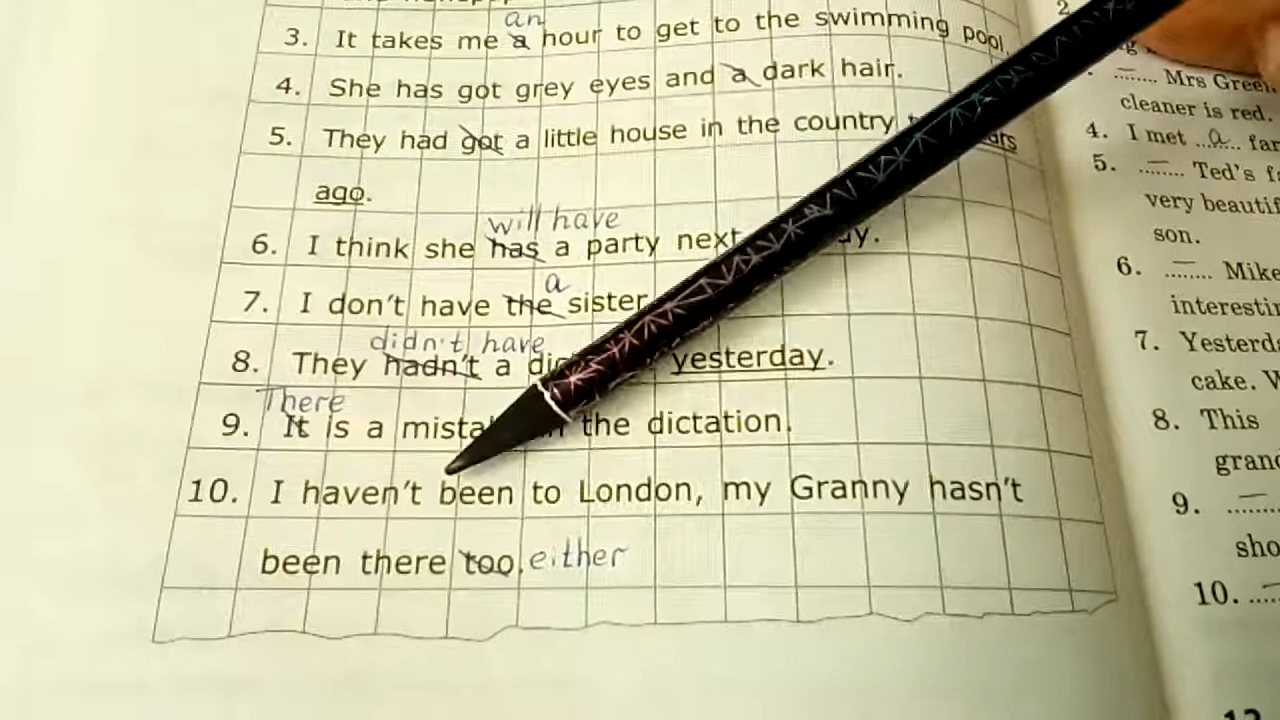 an
3. It takes me a hour to get to the swimming pool.
4. She has got grey eyes and a dark hair.
5. They had got a little house in the country
ago.
will have
6. I think she has a party next
a
7. I don't have the sister
didn't have
8. They hadn't a yesterday.
There
9. It is a the dictation.
10. I haven't been to London, my Granny hasn't
been there too. either
2
Mrs Green
cleaner is red.
4. I met ...a... far
5. ........ Ted's
very beautif
son.
6. ........ Mike
interestin
7. Yesterda
cake. W
8. This
grand
9. ........
sho
10. ....